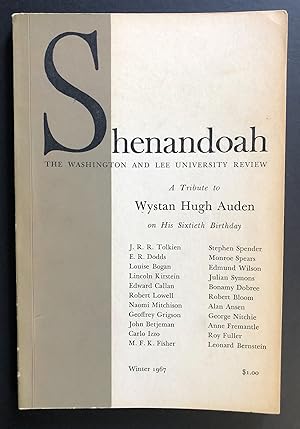 Shenandoah
THE WASHINGTON AND LEE UNIVERSITY REVIEW
A Tribute to
Wystan Hugh Auden
on His Sixtieth Birthday
J. R. R. Tolkien
E. R. Dodds
Louise Bogan
Lincoln Kirstein
Edward Callan
Robert Lowell
Naomi Mitchison
Geoffrey Grigson
John Betjeman
Carlo Izzo
M. F. K. Fisher
Stephen Spender
Monroe Spears
Edmund Wilson
Julian Symons
Bonamy Dobree
Robert Bloom
Alan Ansen
George Nitchie
Anne Fremantle
Roy Fuller
Leonard Bernstein
Winter 1967 $1.00